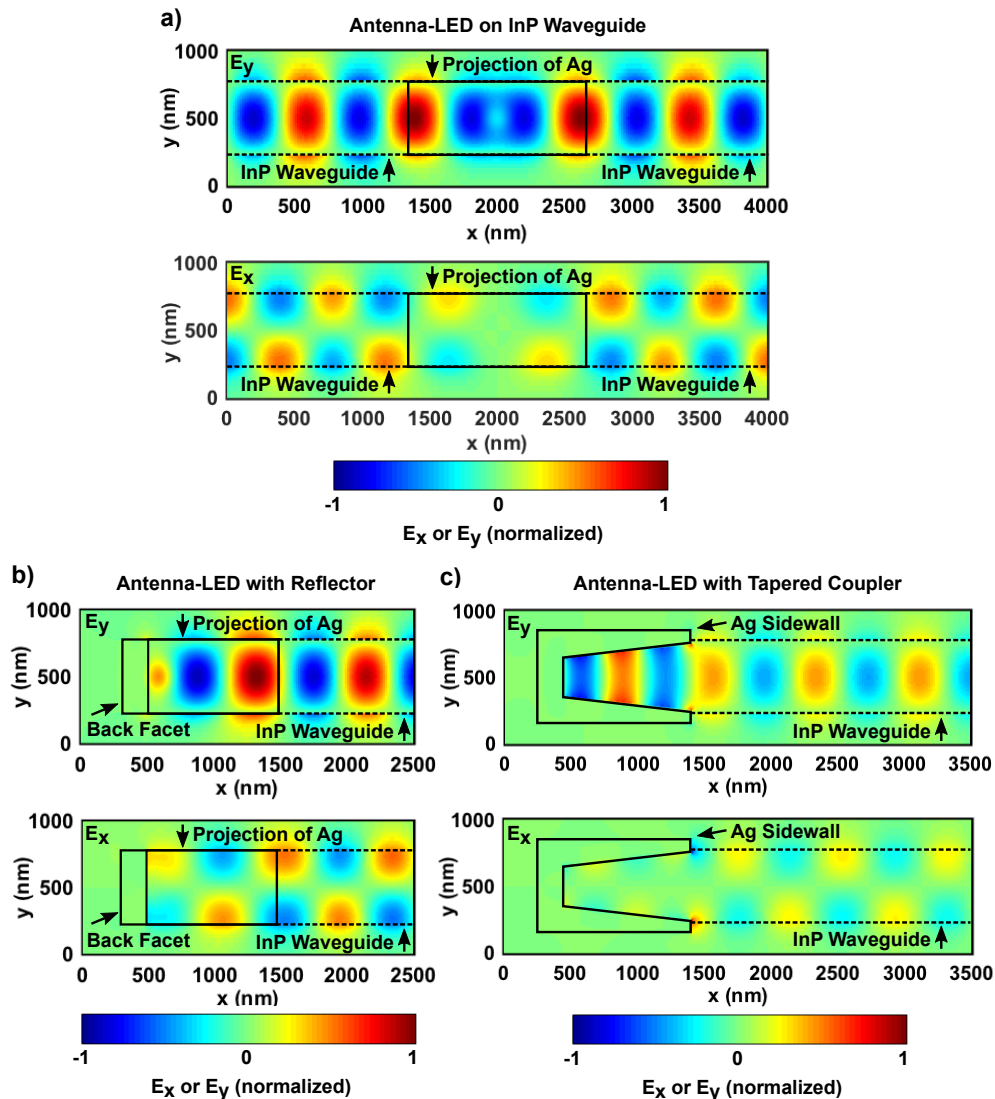 a)
Antenna-LED on InP Waveguide
1000
500
0
y (nm)
Ey
Projection of Ag
InP Waveguide
InP Waveguide
0 500 1000 1500 2000 2500 3000 3500 4000
x (nm)
1000
500
0
y (nm)
Ex
Projection of Ag
InP Waveguide
InP Waveguide
0 500 1000 1500 2000 2500 3000 3500 4000
x (nm)
-1 0 1
Ex or Ey (normalized)
b)
Antenna-LED with Reflector
1000
500
0
y (nm)
Ey
Projection of Ag
Back Facet
InP Waveguide
0 500 1000 1500 2000 2500
x (nm)
1000
500
0
y (nm)
Ex
Projection of Ag
Back Facet
InP Waveguide
0 500 1000 1500 2000 2500
x (nm)
-1 0 1
Ex or Ey (normalized)
c)
Antenna-LED with Tapered Coupler
1000
500
0
y (nm)
Ey
Ag Sidewall
InP Waveguide
0 500 1000 1500 2000 2500 3000 3500
x (nm)
1000
500
0
y (nm)
Ex
Ag Sidewall
InP Waveguide
0 500 1000 1500 2000 2500 3000 3500
x (nm)
-1 0 1
Ex or Ey (normalized)